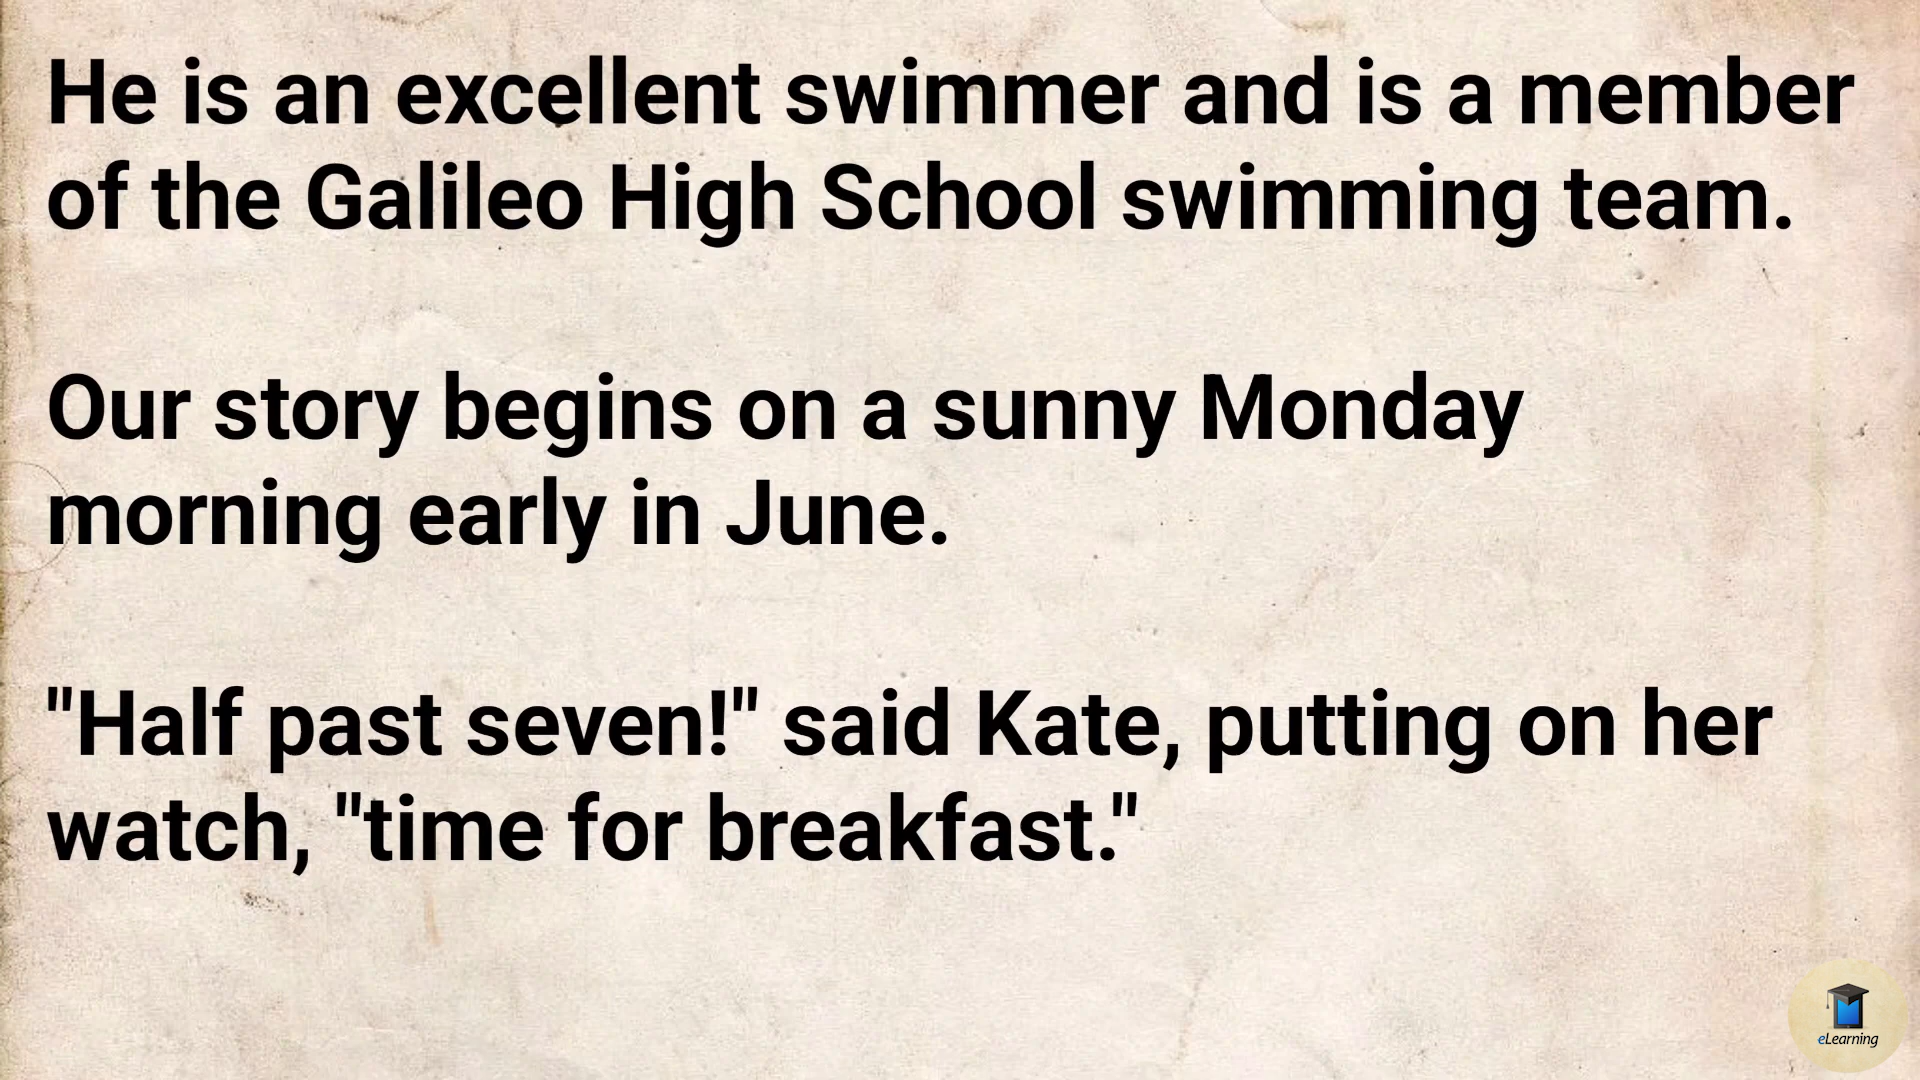 He is an excellent swimmer and is a member
of the Galileo High School swimming team.
Our story begins on a sunny Monday
morning early in June.
"Half past seven!" said Kate, putting on her
watch, "time for breakfast."
eLearning